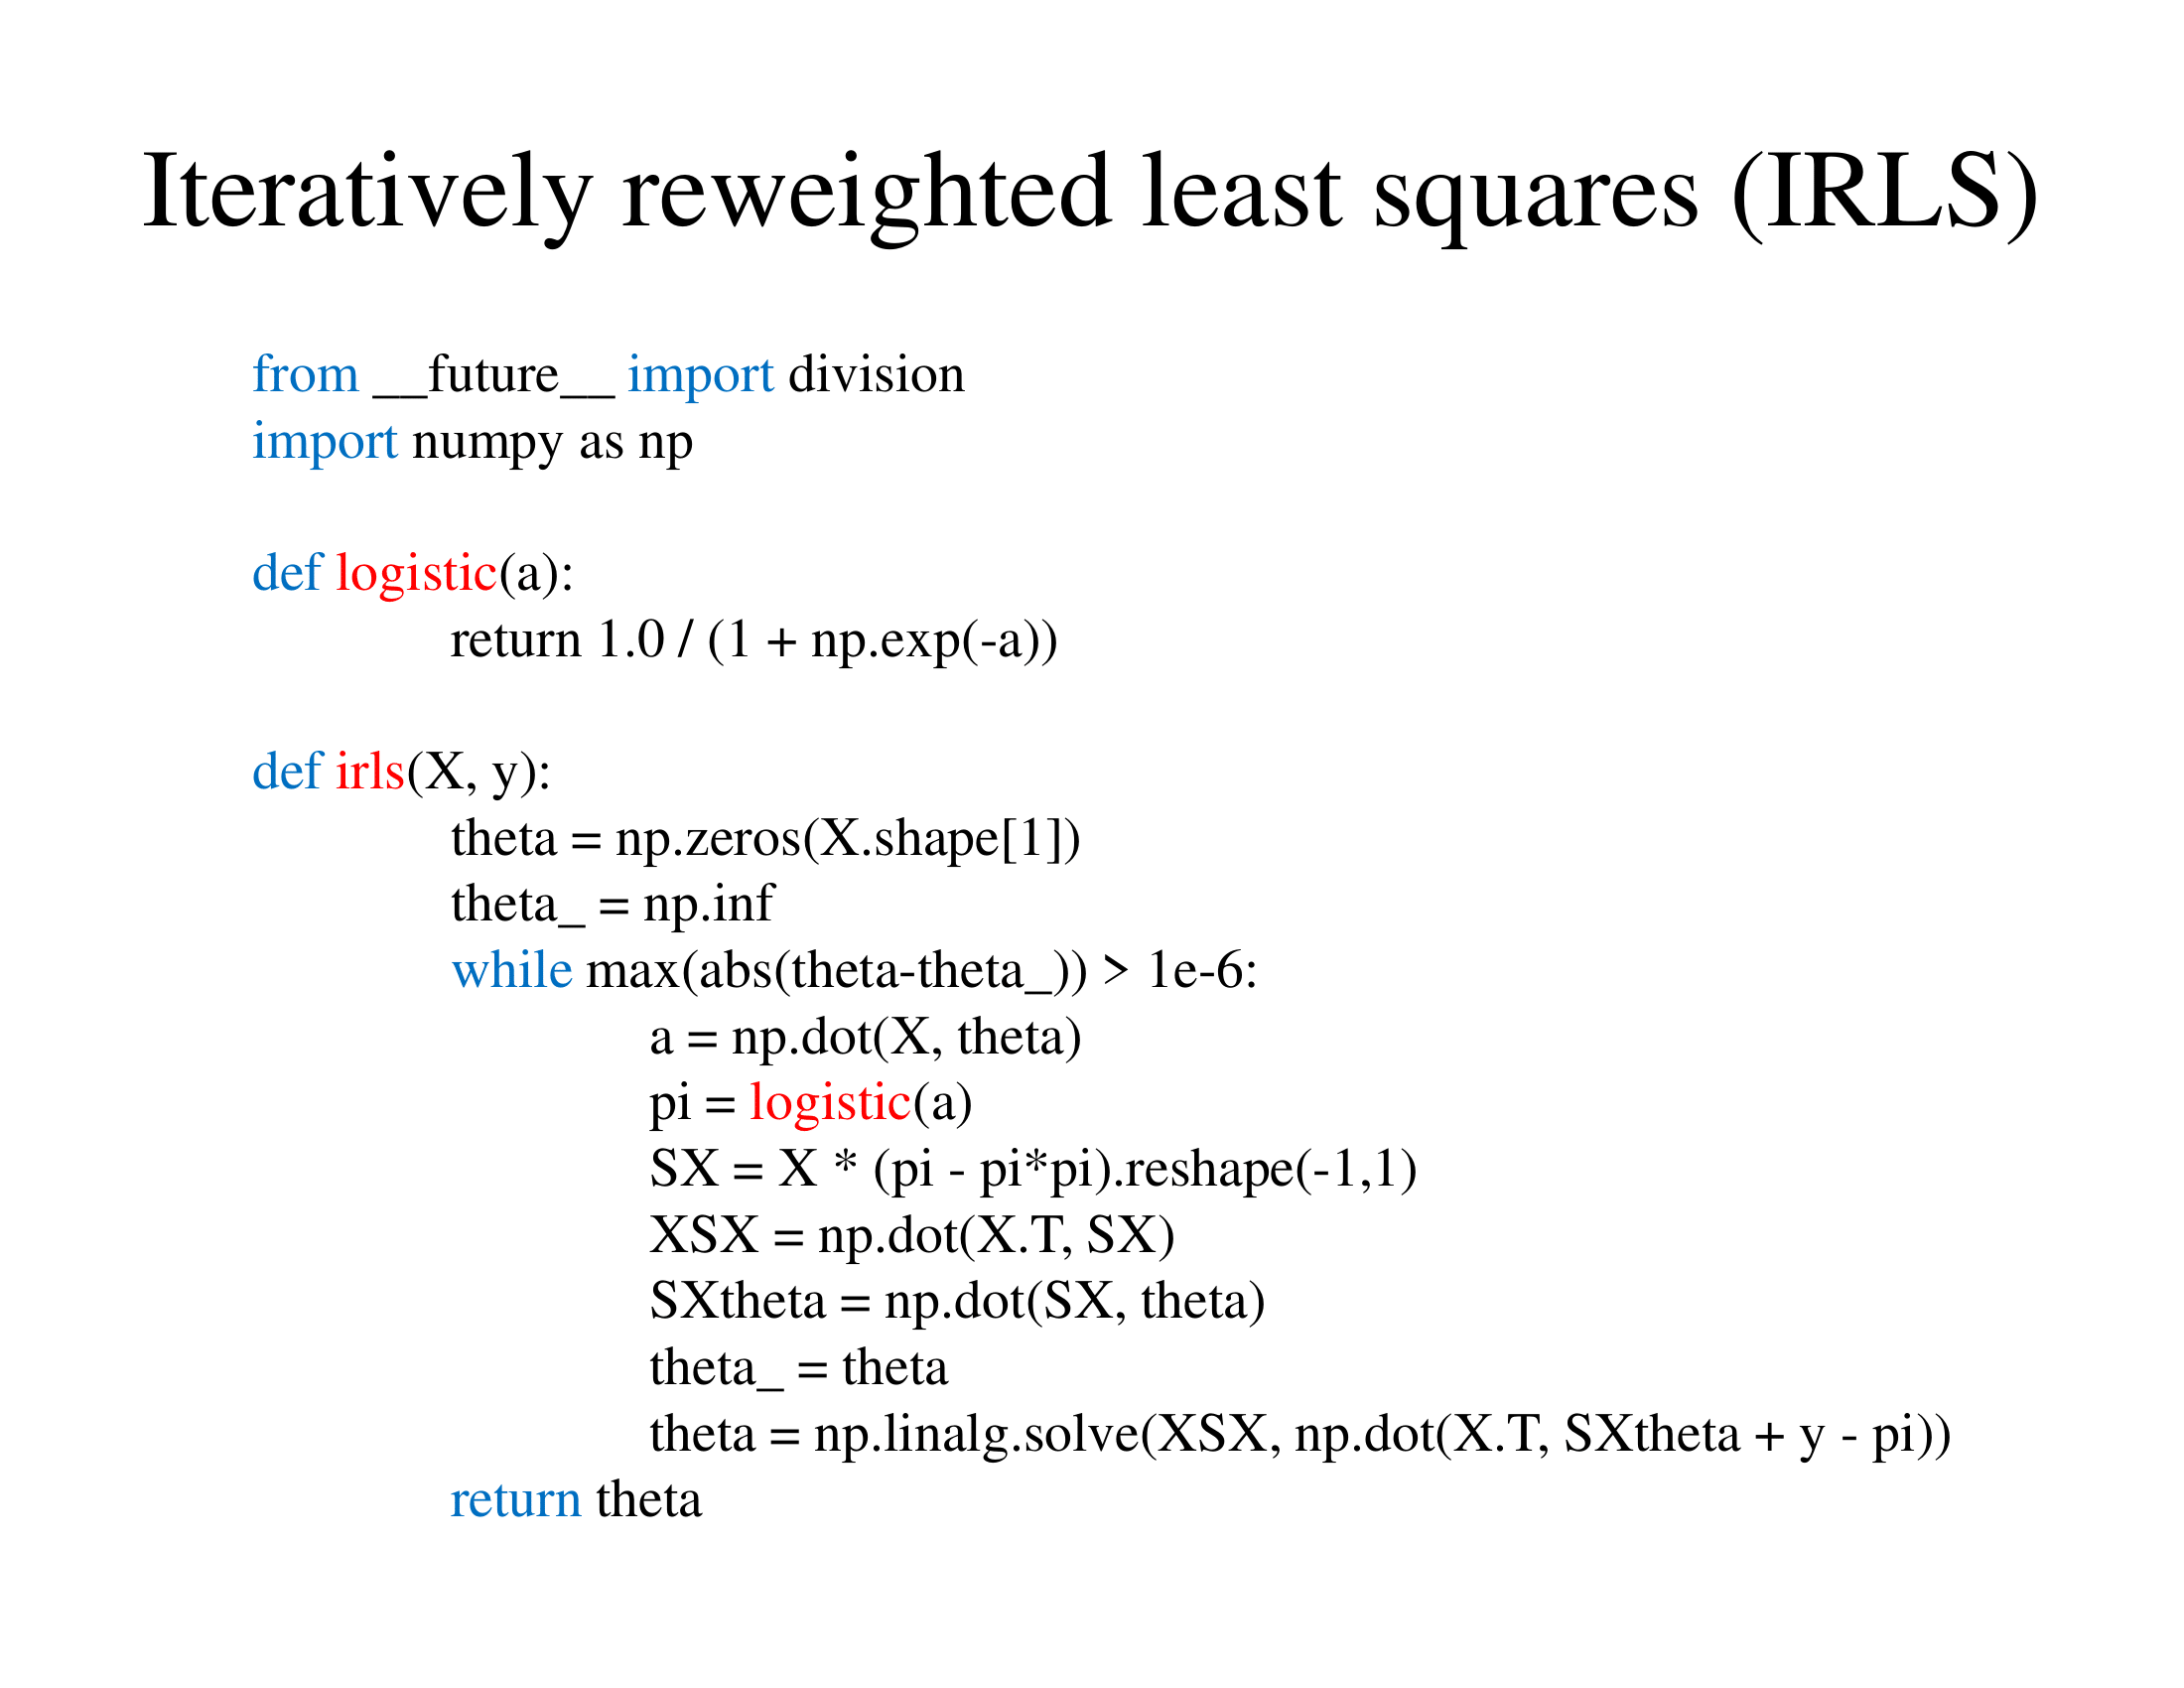 Iteratively reweighted least squares (IRLS)
from __future__ import division
import numpy as np
def logistic(a):
return 1.0 / (1 + np.exp(-a))
def irls(X, y):
theta = np.zeros(X.shape[1])
theta_ = np.inf
while max(abs(theta-theta_)) > 1e-6:
a = np.dot(X, theta)
pi = logistic(a)
SX = X * (pi - pi*pi).reshape(-1,1)
XSX = np.dot(X.T, SX)
SXtheta = np.dot(SX, theta)
theta_ = theta
theta = np.linalg.solve(XSX, np.dot(X.T, SXtheta + y - pi))
return theta